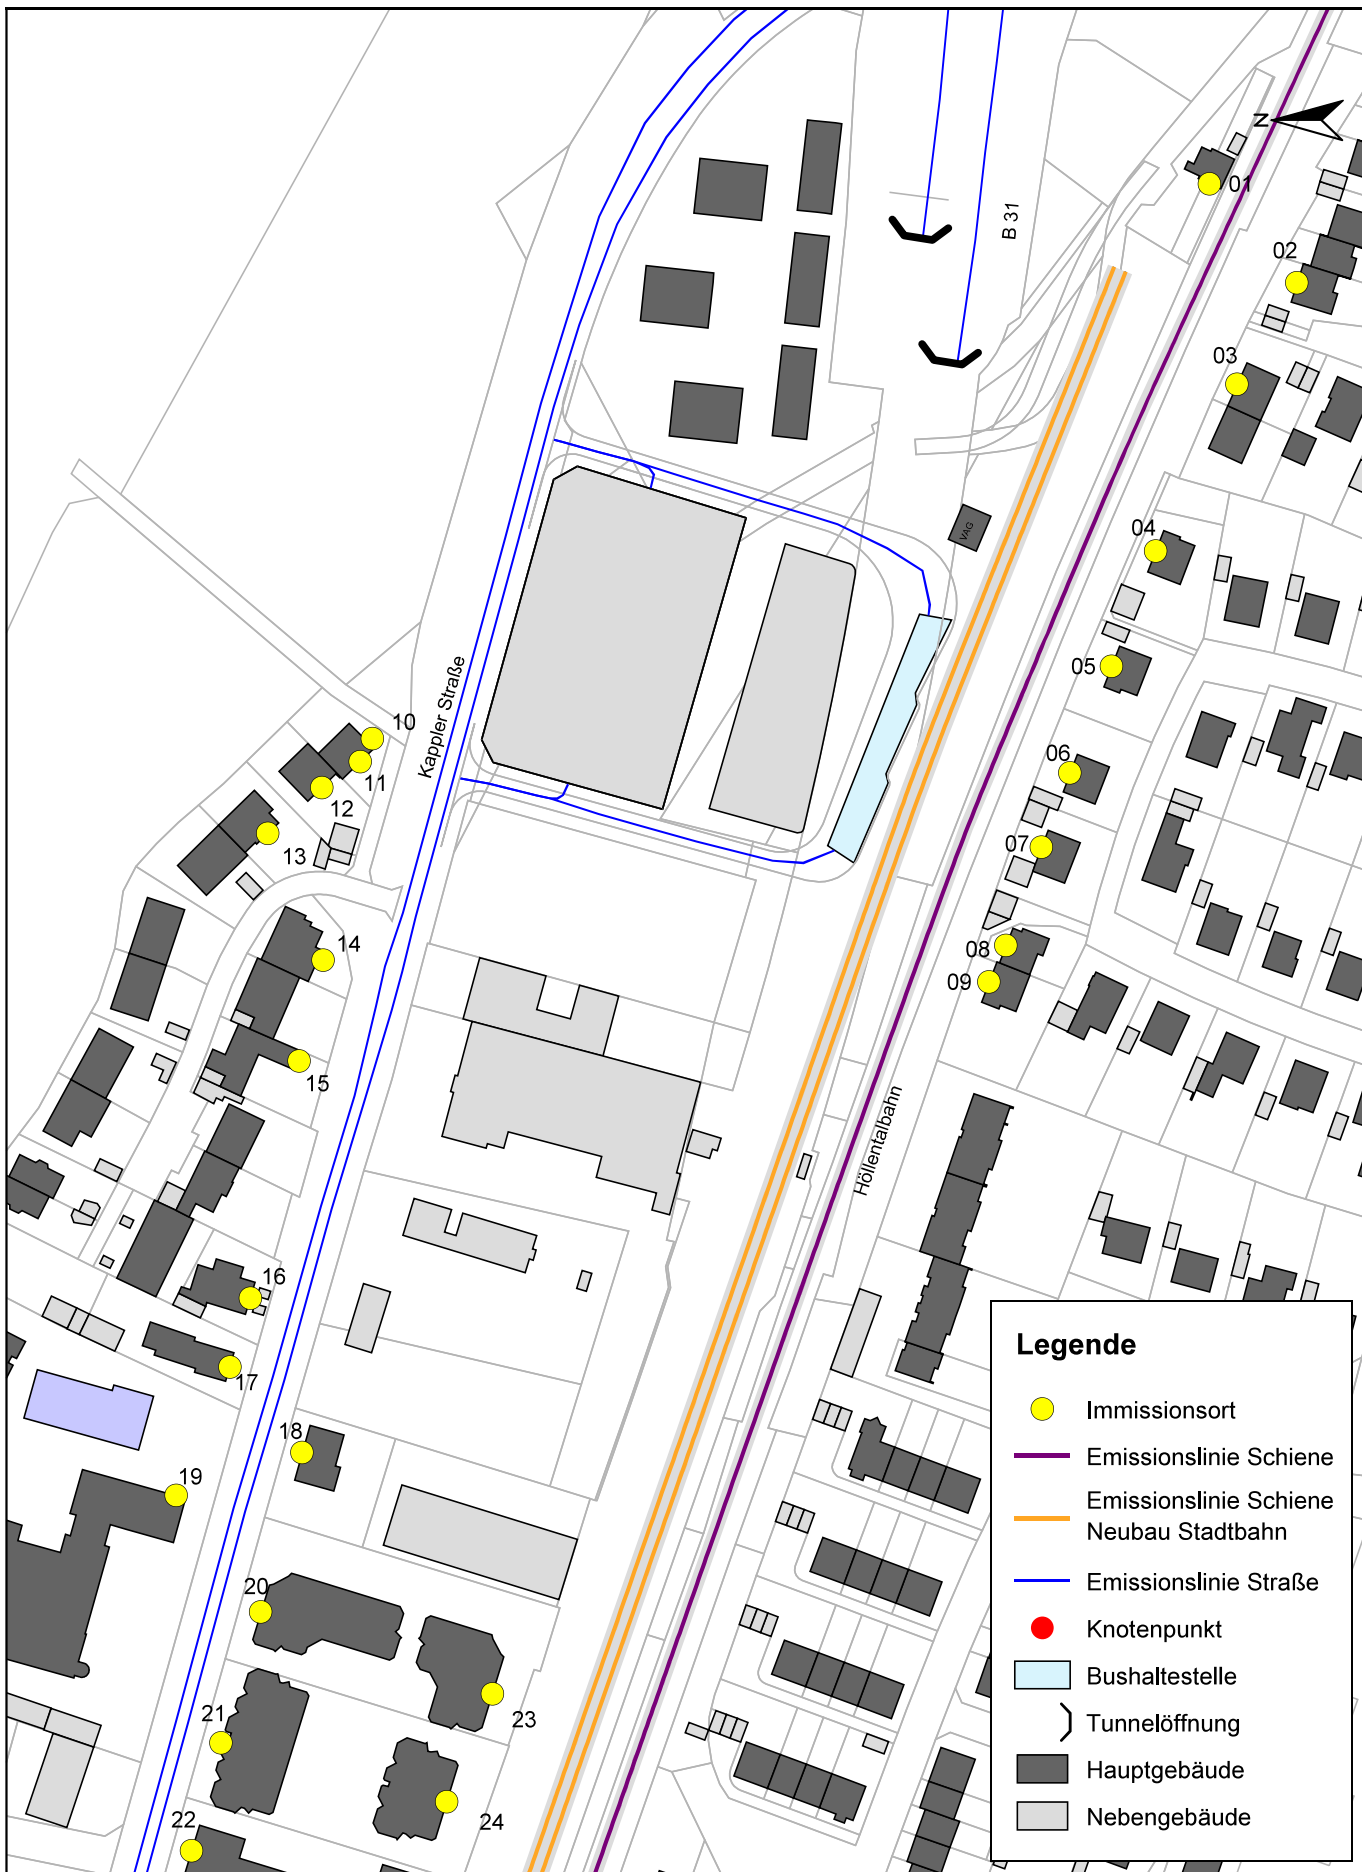 N
01
B 31
02
03
VAG
04
05
Kappler Straße
10
11
06
12
07
13
14
08
09
15
Höllentalbahn
16
17
18
19
20
23
21
24
22
Legende
Immissionsort
Emissionslinie Schiene
Emissionslinie Schiene
Neubau Stadtbahn
Emissionslinie Straße
Knotenpunkt
Bushaltestelle
Tunnelöffnung
Hauptgebäude
Nebengebäude